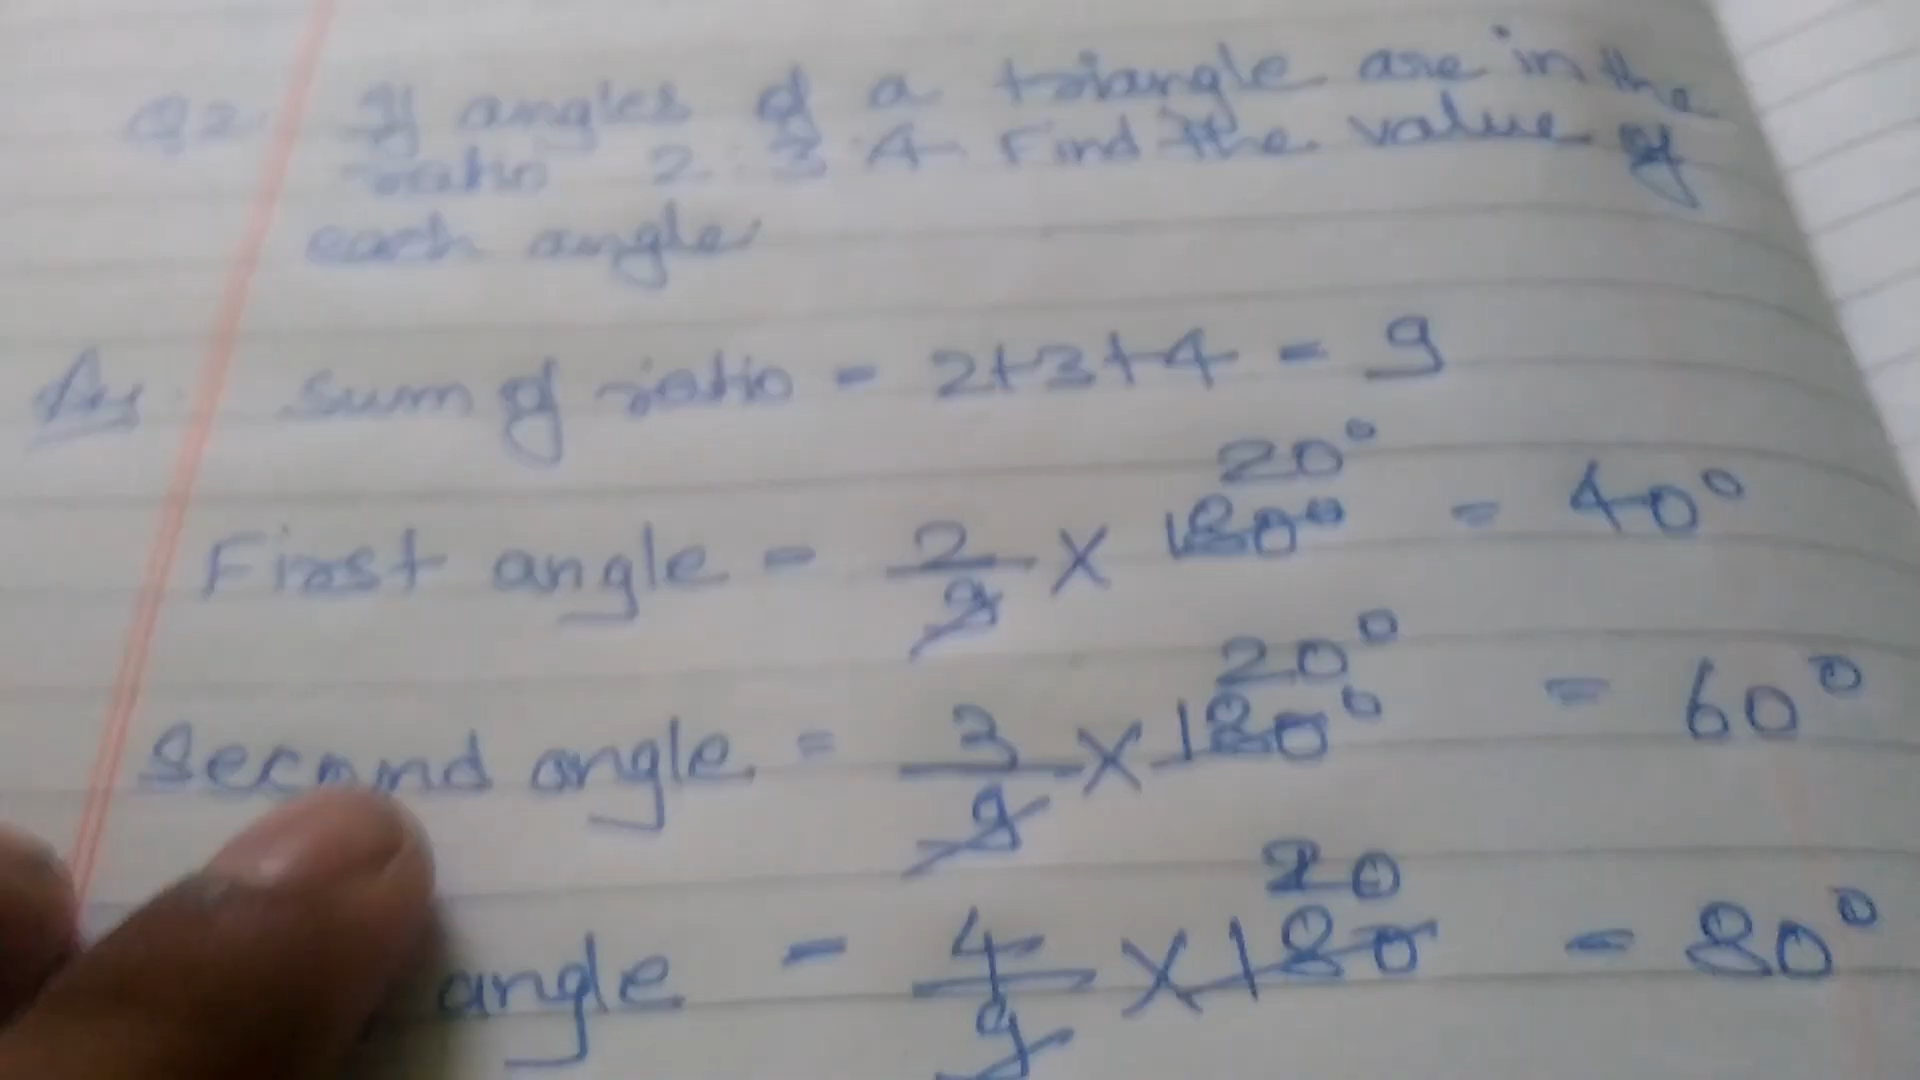 Q2. If angles of a triangle are in the
ratio 2:3:4 Find the value of
each angle
Ans Sum of ratio = 2+3+4 = 9
20°
First angle = 2/9 × 180° = 40°
20°
Second angle = 3/9 × 180° = 60°
20
angle = 4/9 × 180 = 80°